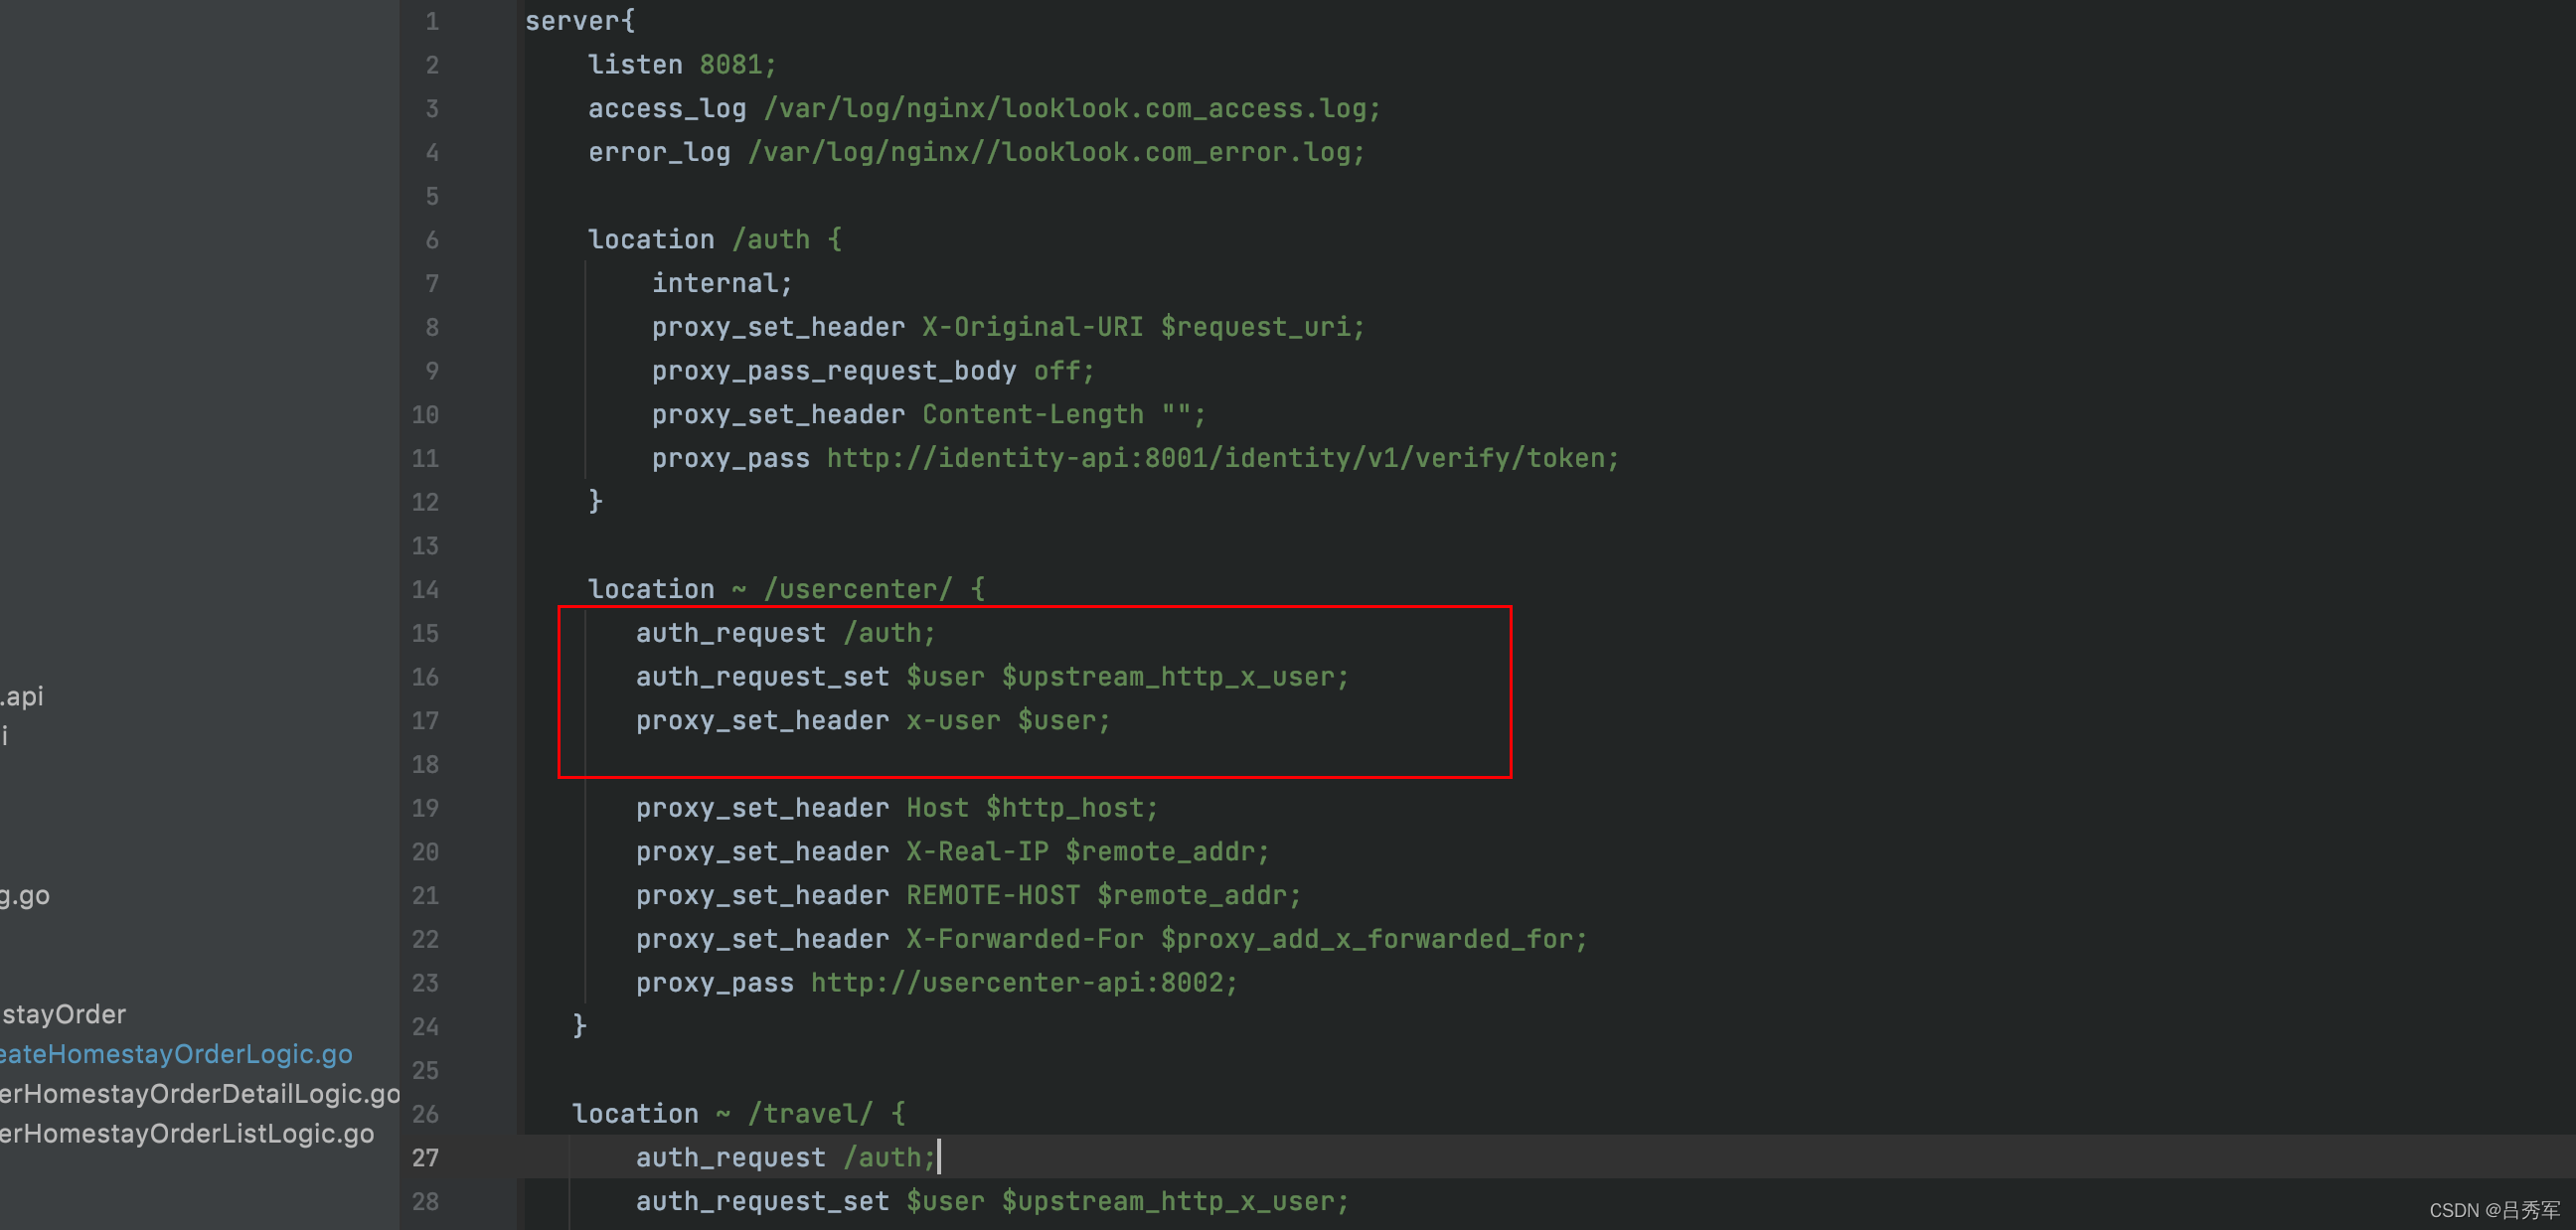 .api
i
g.go
stayOrder
eateHomestayOrderLogic.go
erHomestayOrderDetailLogic.go
erHomestayOrderListLogic.go
1 server{
2 listen 8081;
3 access_log /var/log/nginx/looklook.com_access.log;
4 error_log /var/log/nginx//looklook.com_error.log;
5
6 location /auth {
7 internal;
8 proxy_set_header X-Original-URI $request_uri;
9 proxy_pass_request_body off;
10 proxy_set_header Content-Length "";
11 proxy_pass http://identity-api:8001/identity/v1/verify/token;
12 }
13
14 location ~ /usercenter/ {
15 auth_request /auth;
16 auth_request_set $user $upstream_http_x_user;
17 proxy_set_header x-user $user;
18
19 proxy_set_header Host $http_host;
20 proxy_set_header X-Real-IP $remote_addr;
21 proxy_set_header REMOTE-HOST $remote_addr;
22 proxy_set_header X-Forwarded-For $proxy_add_x_forwarded_for;
23 proxy_pass http://usercenter-api:8002;
24 }
25
26 location ~ /travel/ {
27 auth_request /auth;
28 auth_request_set $user $upstream_http_x_user;
CSDN @吕秀军